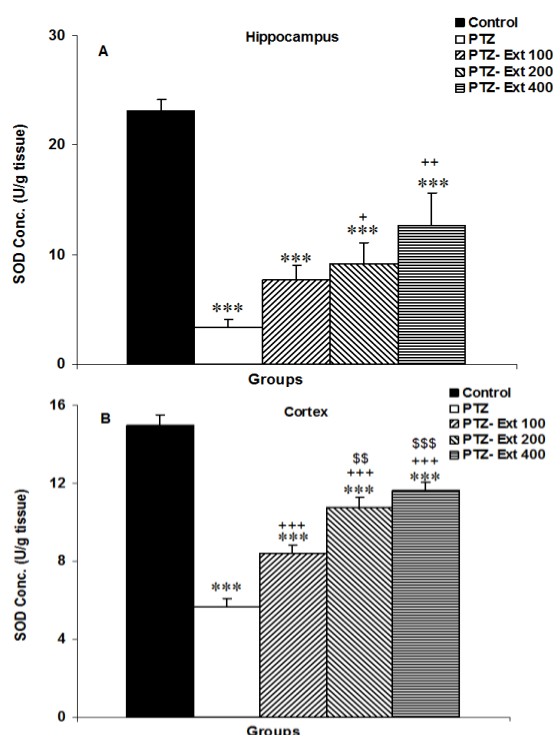 Hippocampus
A
Control
PTZ
PTZ- Ext 100
PTZ- Ext 200
PTZ- Ext 400
SOD Conc. (U/g tissue)
30
20
10
0
***
***
+
***
++
***
Groups
B
Cortex
Control
PTZ
PTZ- Ext 100
PTZ- Ext 200
PTZ- Ext 400
SOD Conc. (U/g tissue)
16
12
8
4
0
***
+++
***
$$
+++
***
$$$
+++
***
Groups